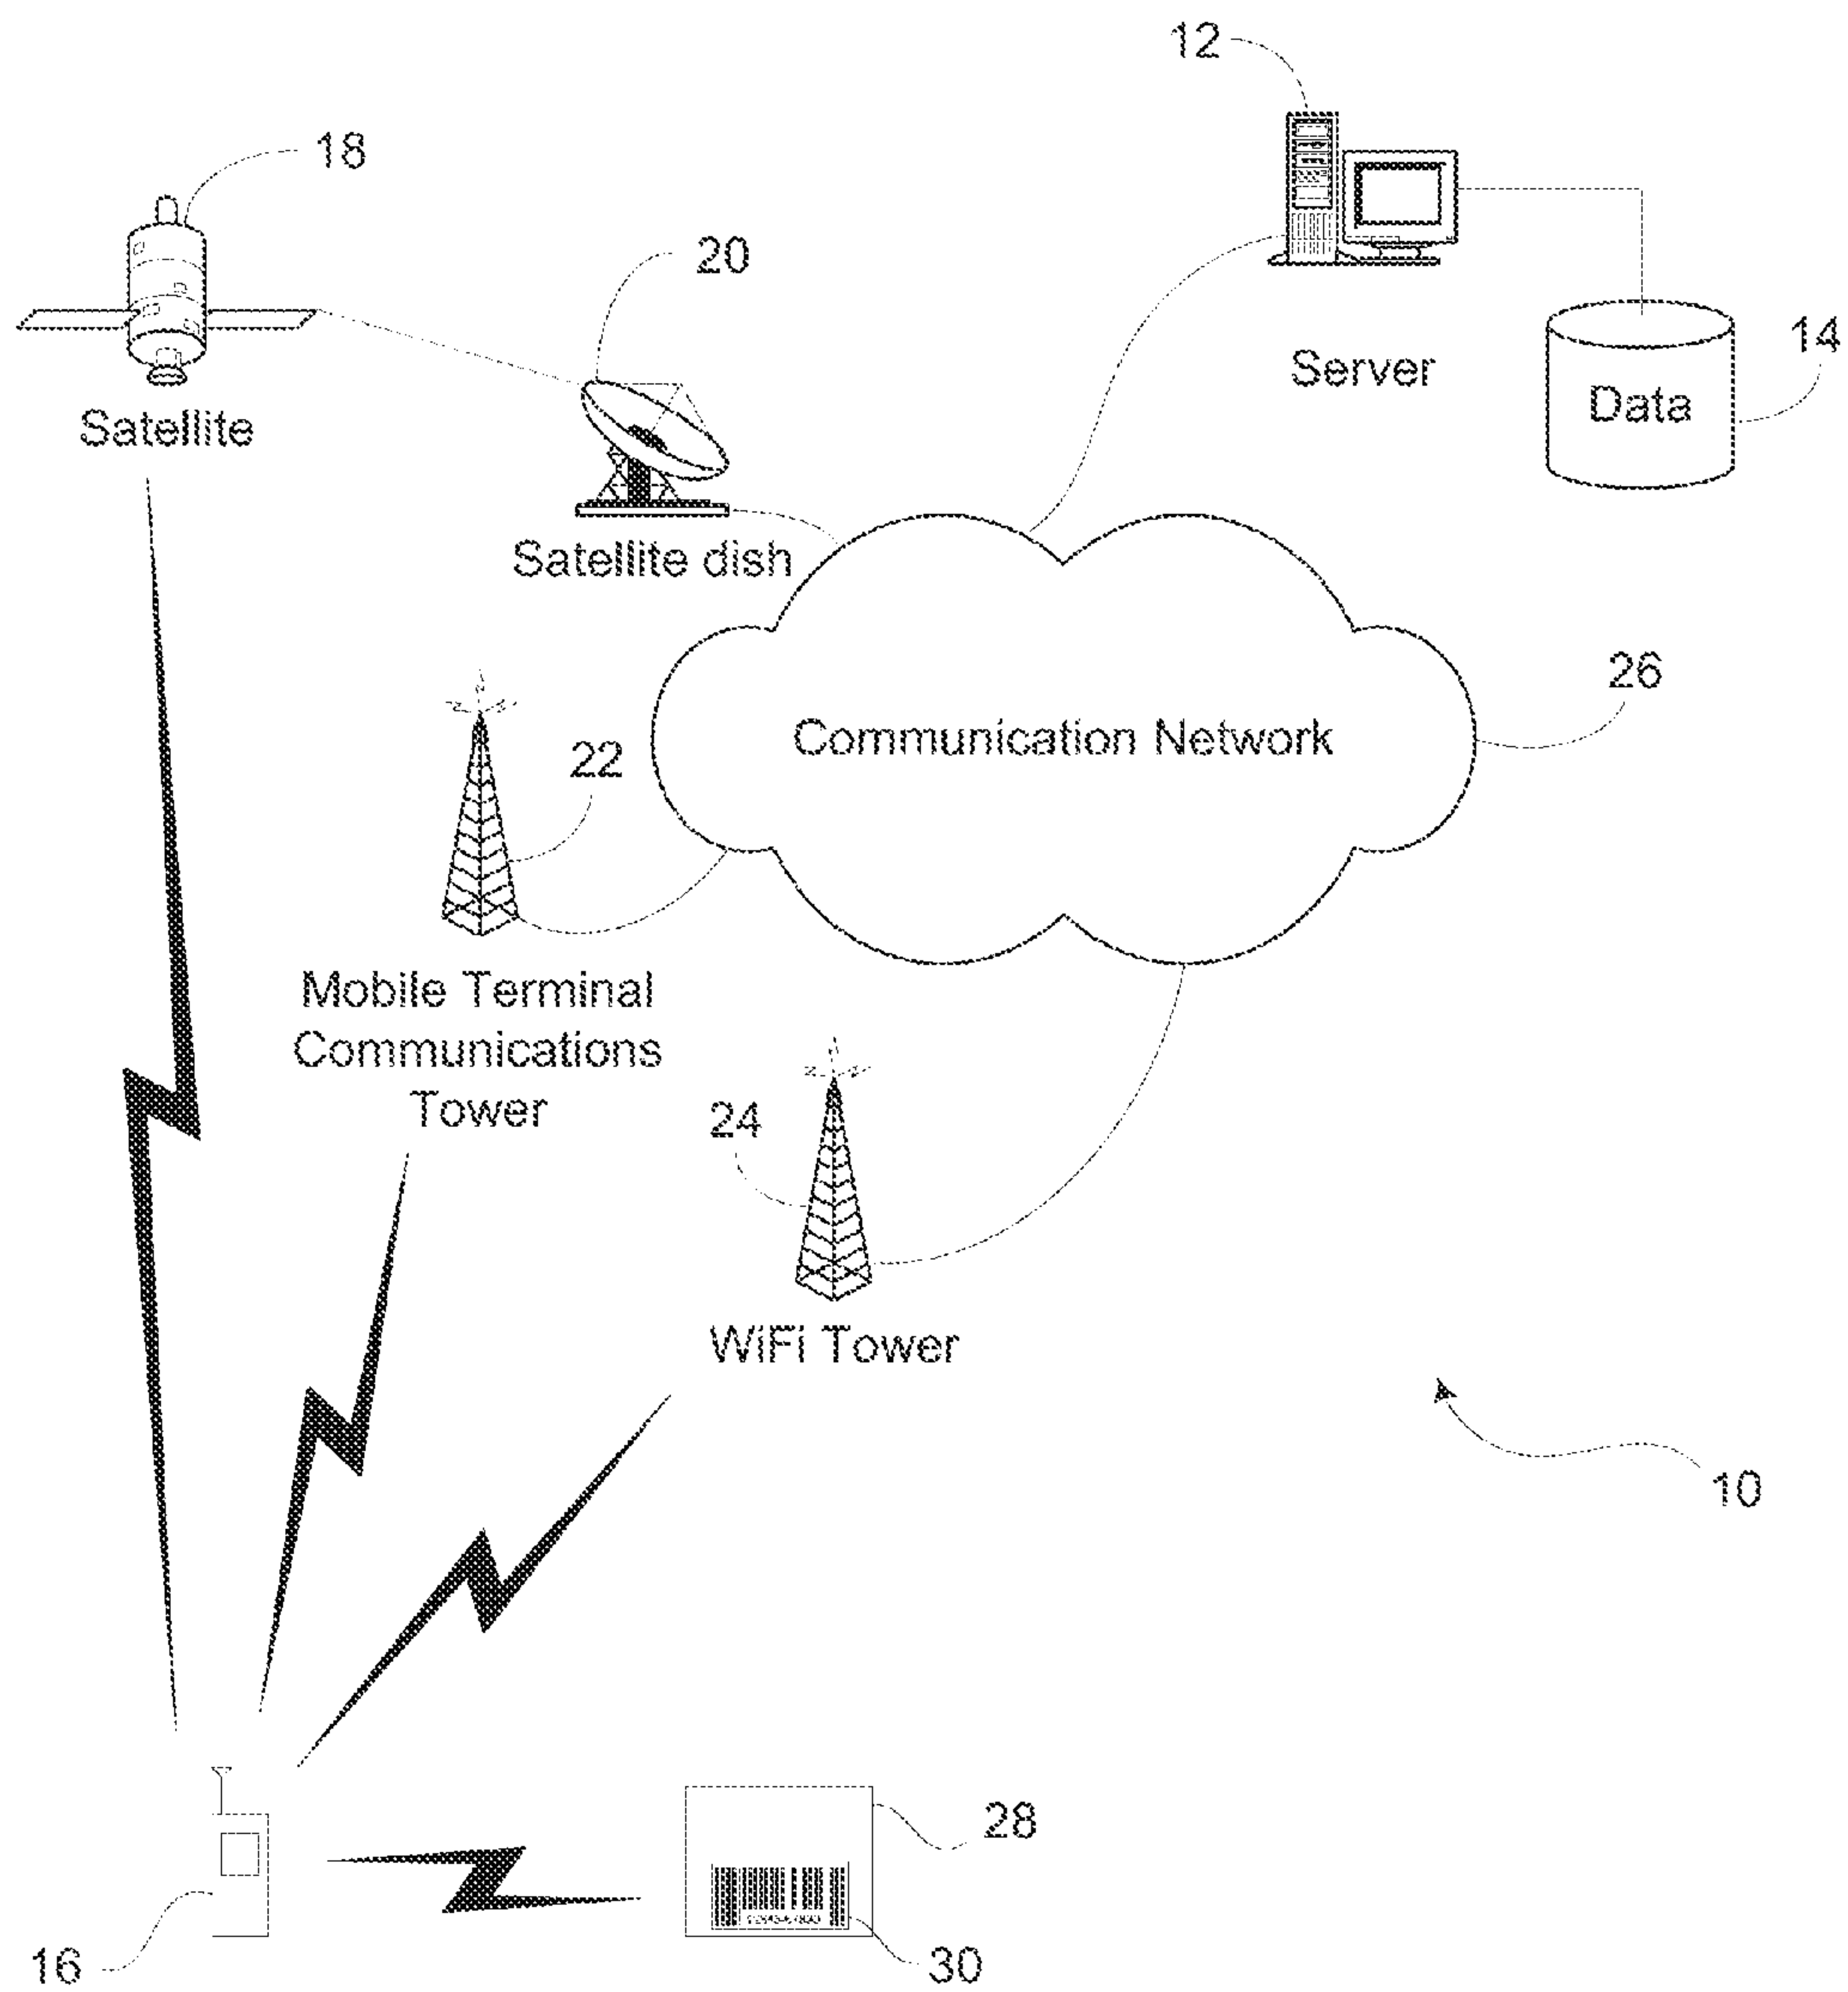 12
18
20
Server
14
Data
Satellite
Satellite dish
26
Communication Network
22
Mobile Terminal
Communications
Tower
24
WiFi Tower
10
28
16
30